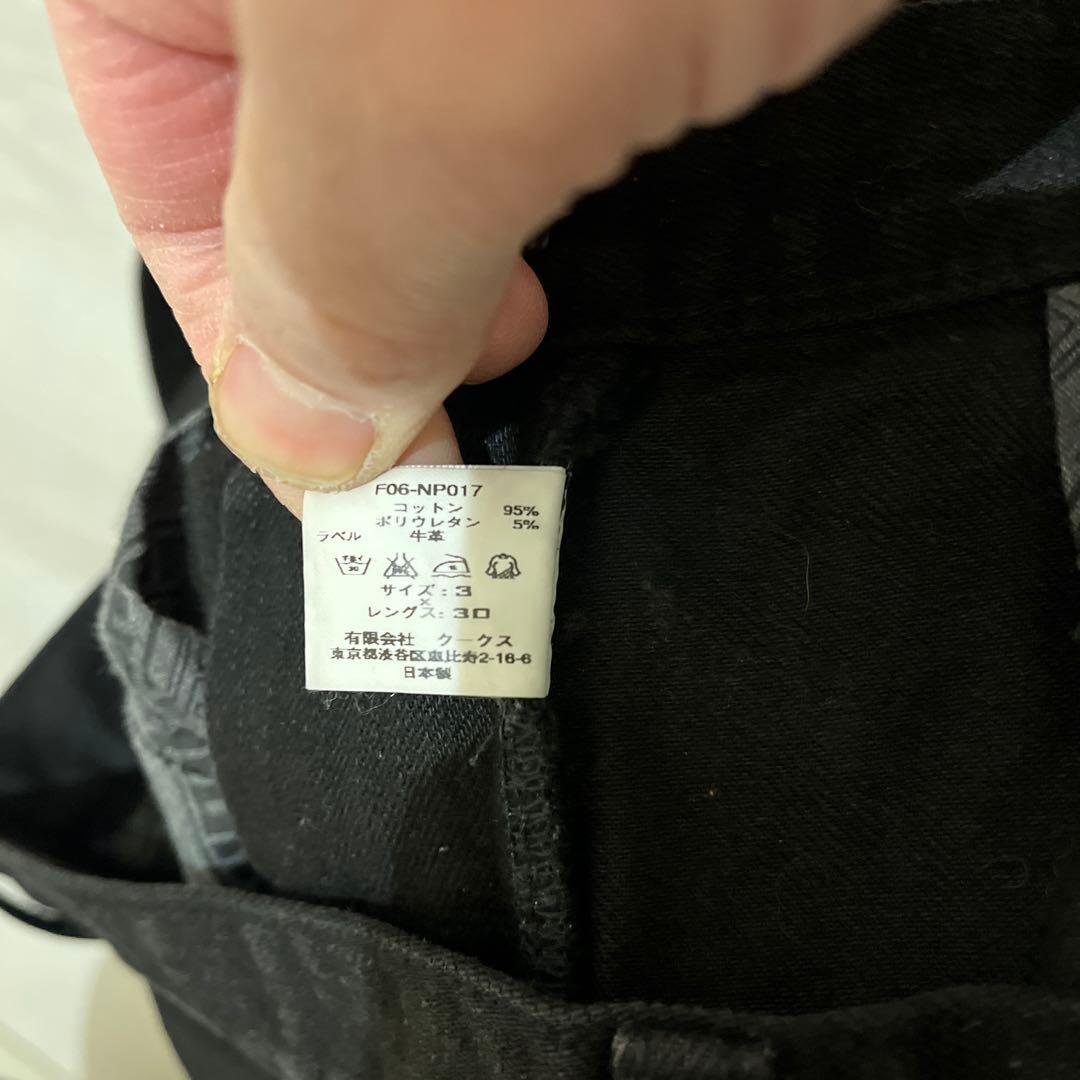 F06-NP017
コットン 95%
ポリウレタン 5%
ラベル 牛革
サイズ:3
×
レングス:30
有限会社 クークス
東京都渋谷区恵比寿2-16-6
日本製